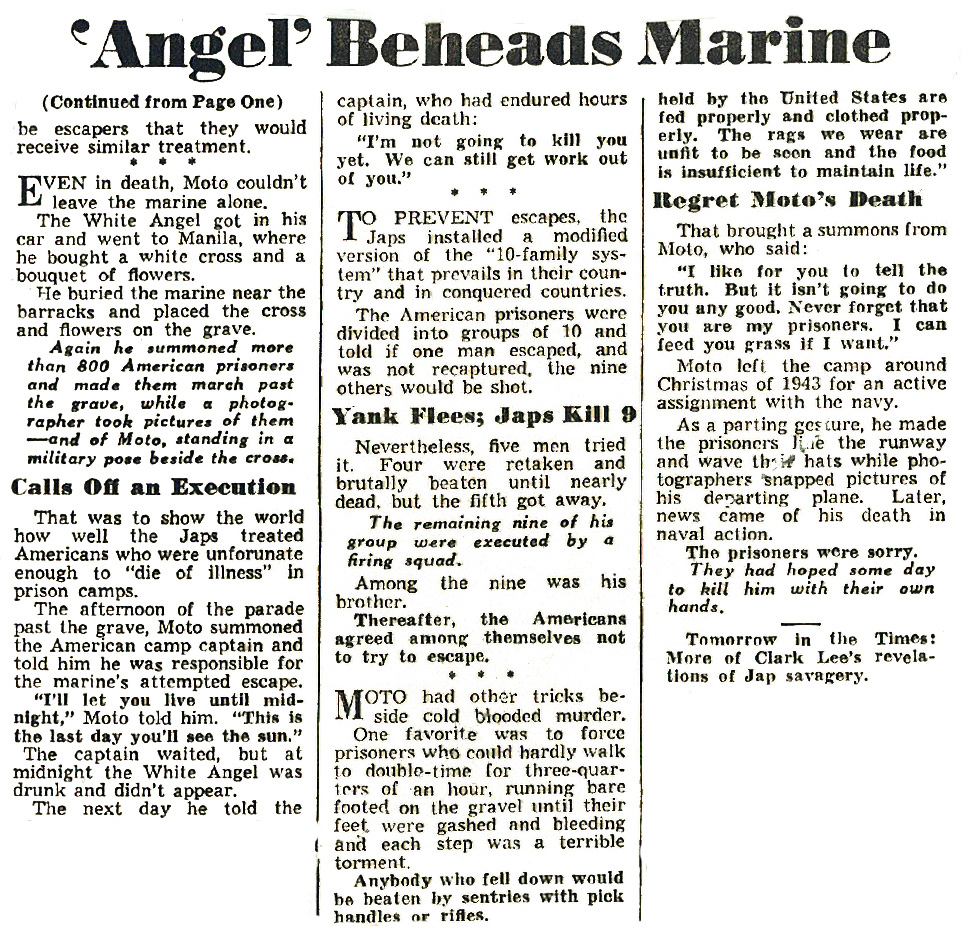 ‘Angel’ Beheads Marine
(Continued from Page One)
be escapers that they would
receive similar treatment.
* * *
EVEN in death, Moto couldn't
leave the marine alone.
The White Angel got in his
car and went to Manila, where
he bought a white cross and a
bouquet of flowers.
He buried the marine near the
barracks and placed the cross
and flowers on the grave.
Again he summoned more
than 800 American prisoners
and made them march past
the grave, while a photog-
rapher took pictures of them
—and of Moto, standing in a
military pose beside the cross.
Calls Off an Execution
That was to show the world
how well the Japs treated
Americans who were unforunate
enough to "die of illness" in
prison camps.
The afternoon of the parade
past the grave, Moto summoned
the American camp captain and
told him he was responsible for
the marine's attempted escape.
"I'll let you live until mid-
night," Moto told him. "This is
the last day you'll see the sun."
The captain waited, but at
midnight the White Angel was
drunk and didn't appear.
The next day he told the
captain, who had endured hours
of living death:
"I'm not going to kill you
yet. We can still get work out
of you."
* * *
TO PREVENT escapes, the
Japs installed a modified
version of the "10-family sys-
tem" that prevails in their coun-
try and in conquered countries.
The American prisoners were
divided into groups of 10 and
told if one man escaped, and
was not recaptured, the nine
others would be shot.
Yank Flees; Japs Kill 9
Nevertheless, five men tried
it. Four were retaken and
brutally beaten until nearly
dead, but the fifth got away.
The remaining nine of his
group were executed by a
firing squad.
Among the nine was his
brother.
Thereafter, the Americans
agreed among themselves not
to try to escape.
* * *
MOTO had other tricks be-
side cold blooded murder.
One favorite was to force
prisoners who could hardly walk
to double-time for three-quar-
ters of an hour, running bare
footed on the gravel until their
feet were gashed and bleeding
and each step was a terrible
torment.
Anybody who fell down would
be beaten by sentries with pick
handles or rifles.
held by the United States are
fed properly and clothed prop-
erly. The rags we wear are
unfit to be seen and the food
is insufficient to maintain life."
Regret Moto's Death
That brought a summons from
Moto, who said:
"I like for you to tell the
truth. But it isn't going to do
you any good. Never forget that
you are my prisoners. I can
feed you grass if I want."
Moto left the camp around
Christmas of 1943 for an active
assignment with the navy.
As a parting gesture, he made
the prisoners line the runway
and wave their hats while pho-
tographers snapped pictures of
his departing plane. Later,
news came of his death in
naval action.
The prisoners were sorry.
They had hoped some day
to kill him with their own
hands.
Tomorrow in the Times:
More of Clark Lee's revela-
tions of Jap savagery.